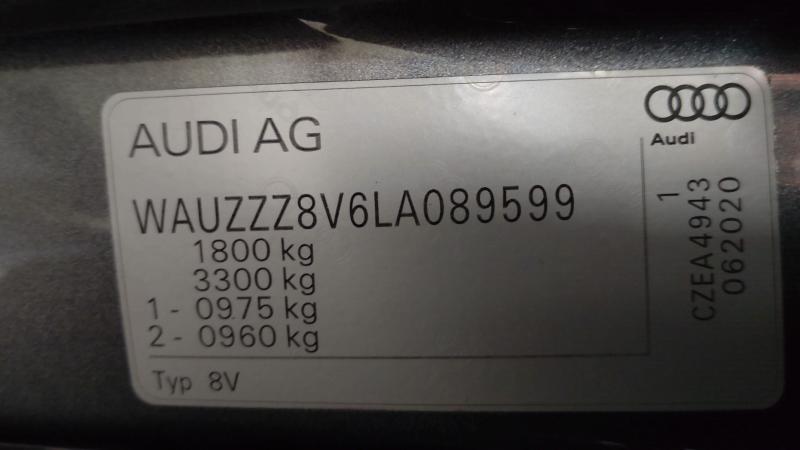 AUDI AG
WAUZZZ8V6LA089599
1800 kg
3300 kg
1 - 0975 kg
2 - 0960 kg
Typ 8V
Audi
1
CZEA4943
062020